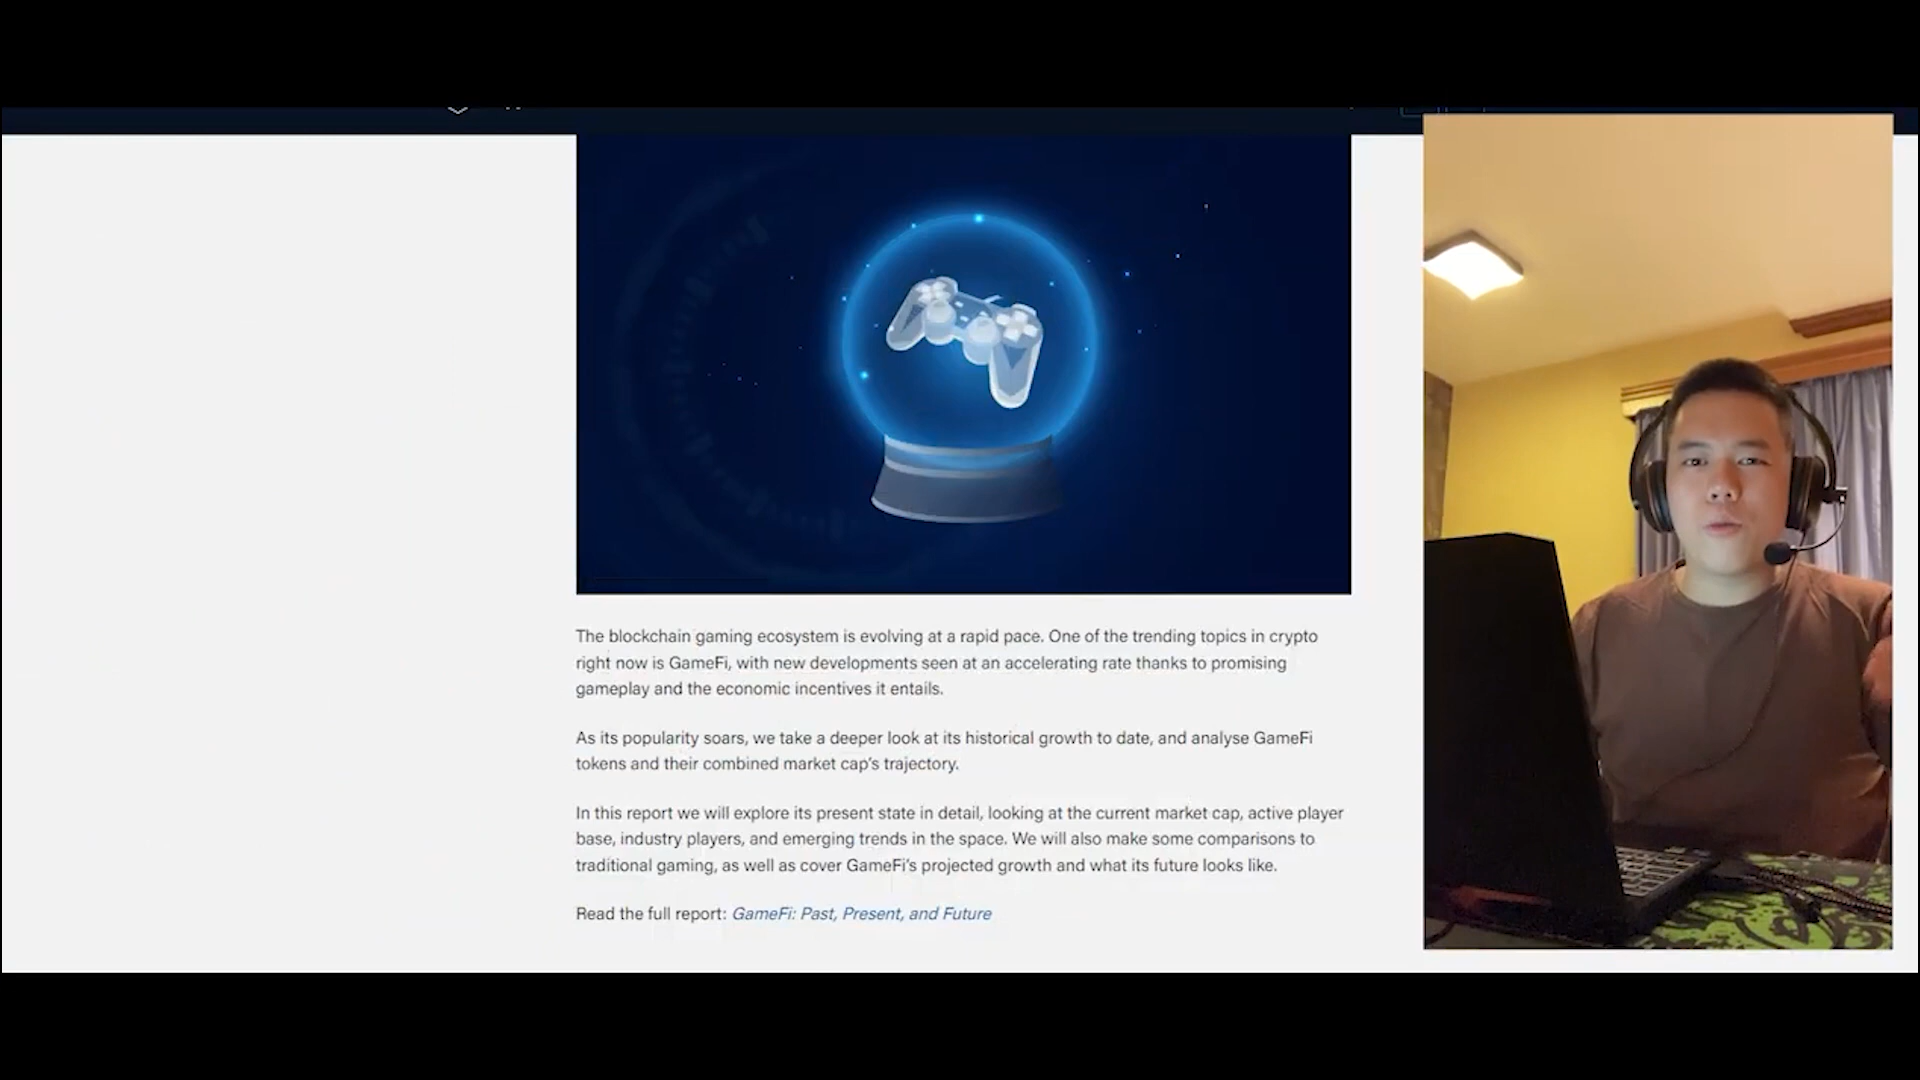 The blockchain gaming ecosystem is evolving at a rapid pace. One of the trending topics in crypto
right now is GameFi, with new developments seen at an accelerating rate thanks to promising
gameplay and the economic incentives it entails.
As its popularity soars, we take a deeper look at its historical growth to date, and analyse GameFi
tokens and their combined market cap's trajectory.
In this report we will explore its present state in detail, looking at the current market cap, active player
base, industry players, and emerging trends in the space. We will also make some comparisons to
traditional gaming, as well as cover GameFi's projected growth and what its future looks like.
Read the full report: GameFi: Past, Present, and Future